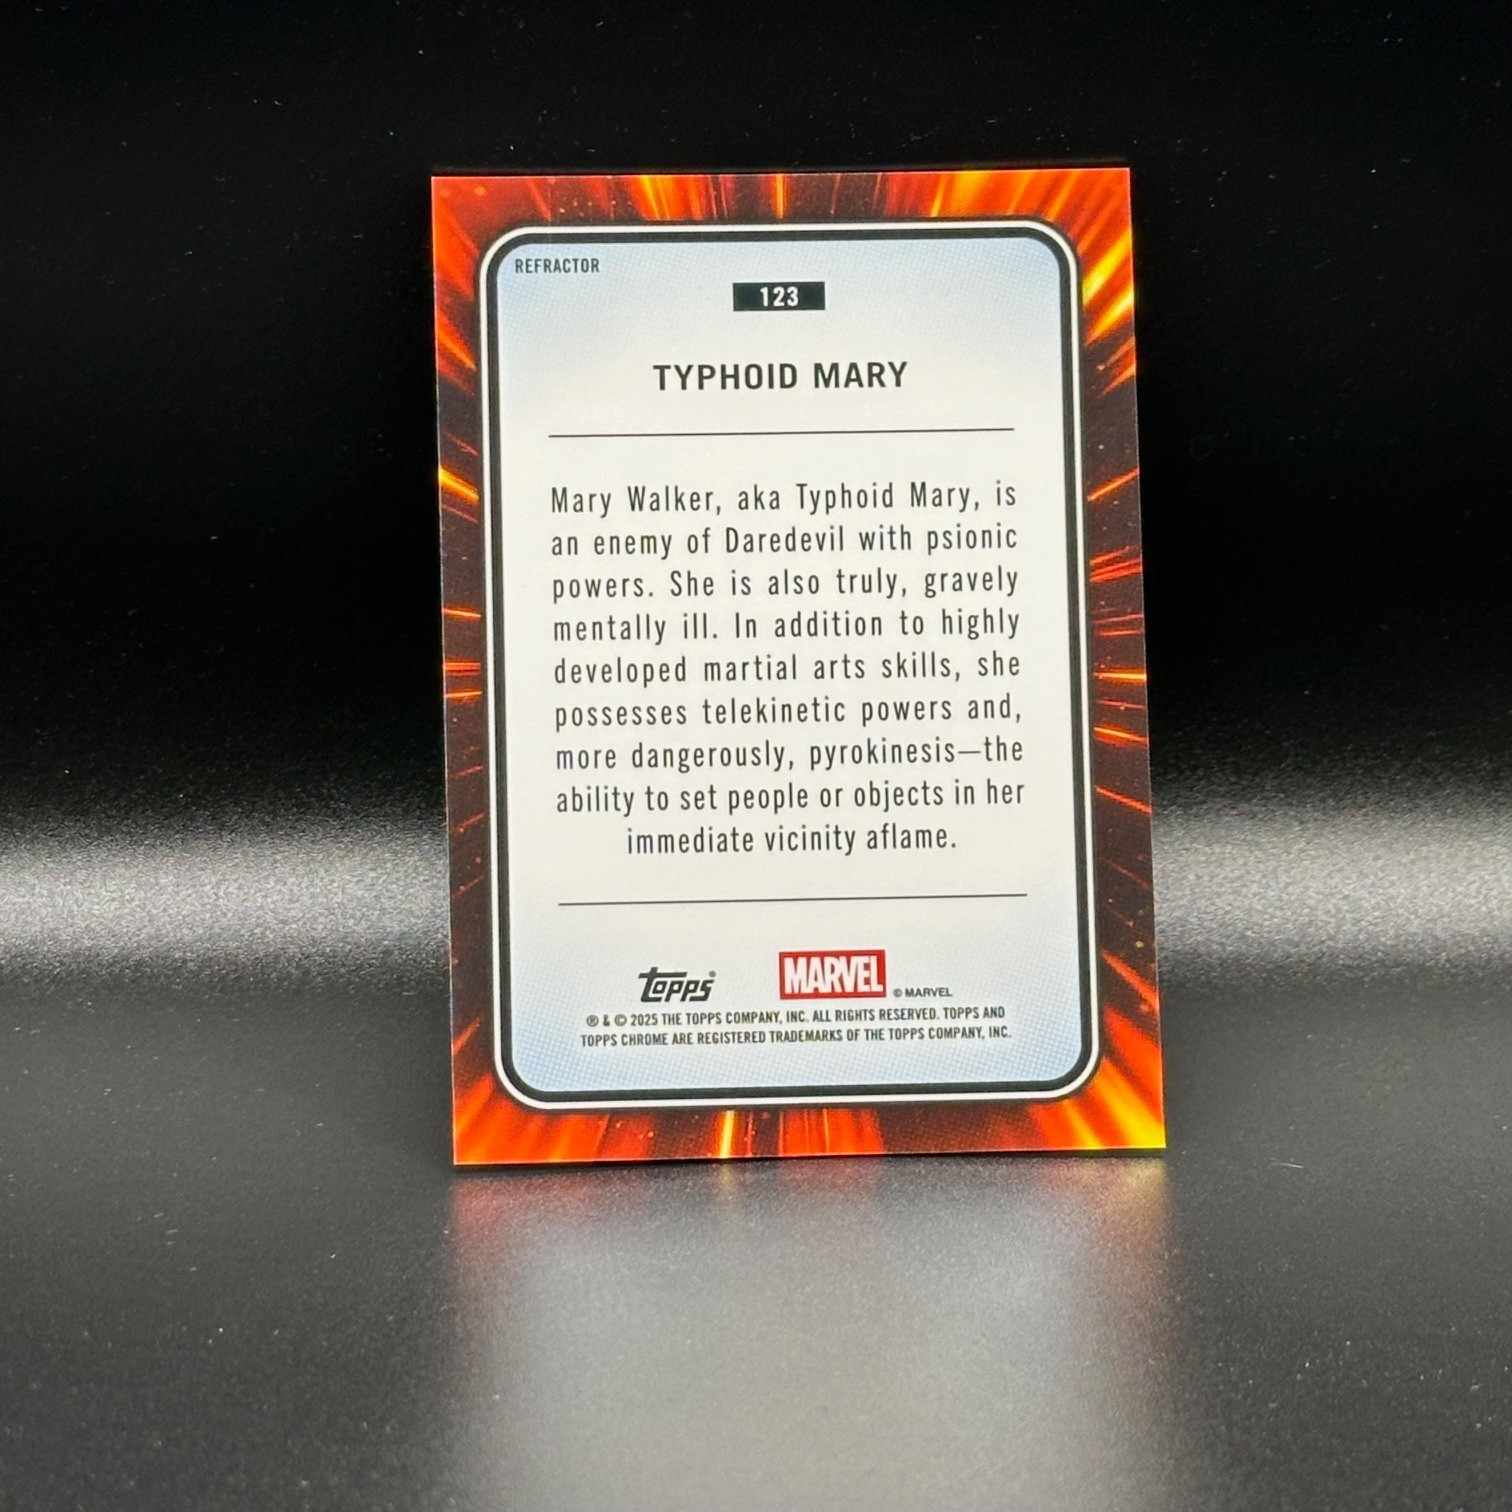 REFRACTOR
123
TYPHOID MARY
Mary Walker, aka Typhoid Mary, is
an enemy of Daredevil with psionic
powers. She is also truly, gravely
mentally ill. In addition to highly
developed martial arts skills, she
possesses telekinetic powers and,
more dangerously, pyrokinesis—the
ability to set people or objects in her
immediate vicinity aflame.
Topps® MARVEL © MARVEL
® & © 2025 THE TOPPS COMPANY, INC. ALL RIGHTS RESERVED. TOPPS AND
TOPPS CHROME ARE REGISTERED TRADEMARKS OF THE TOPPS COMPANY, INC.